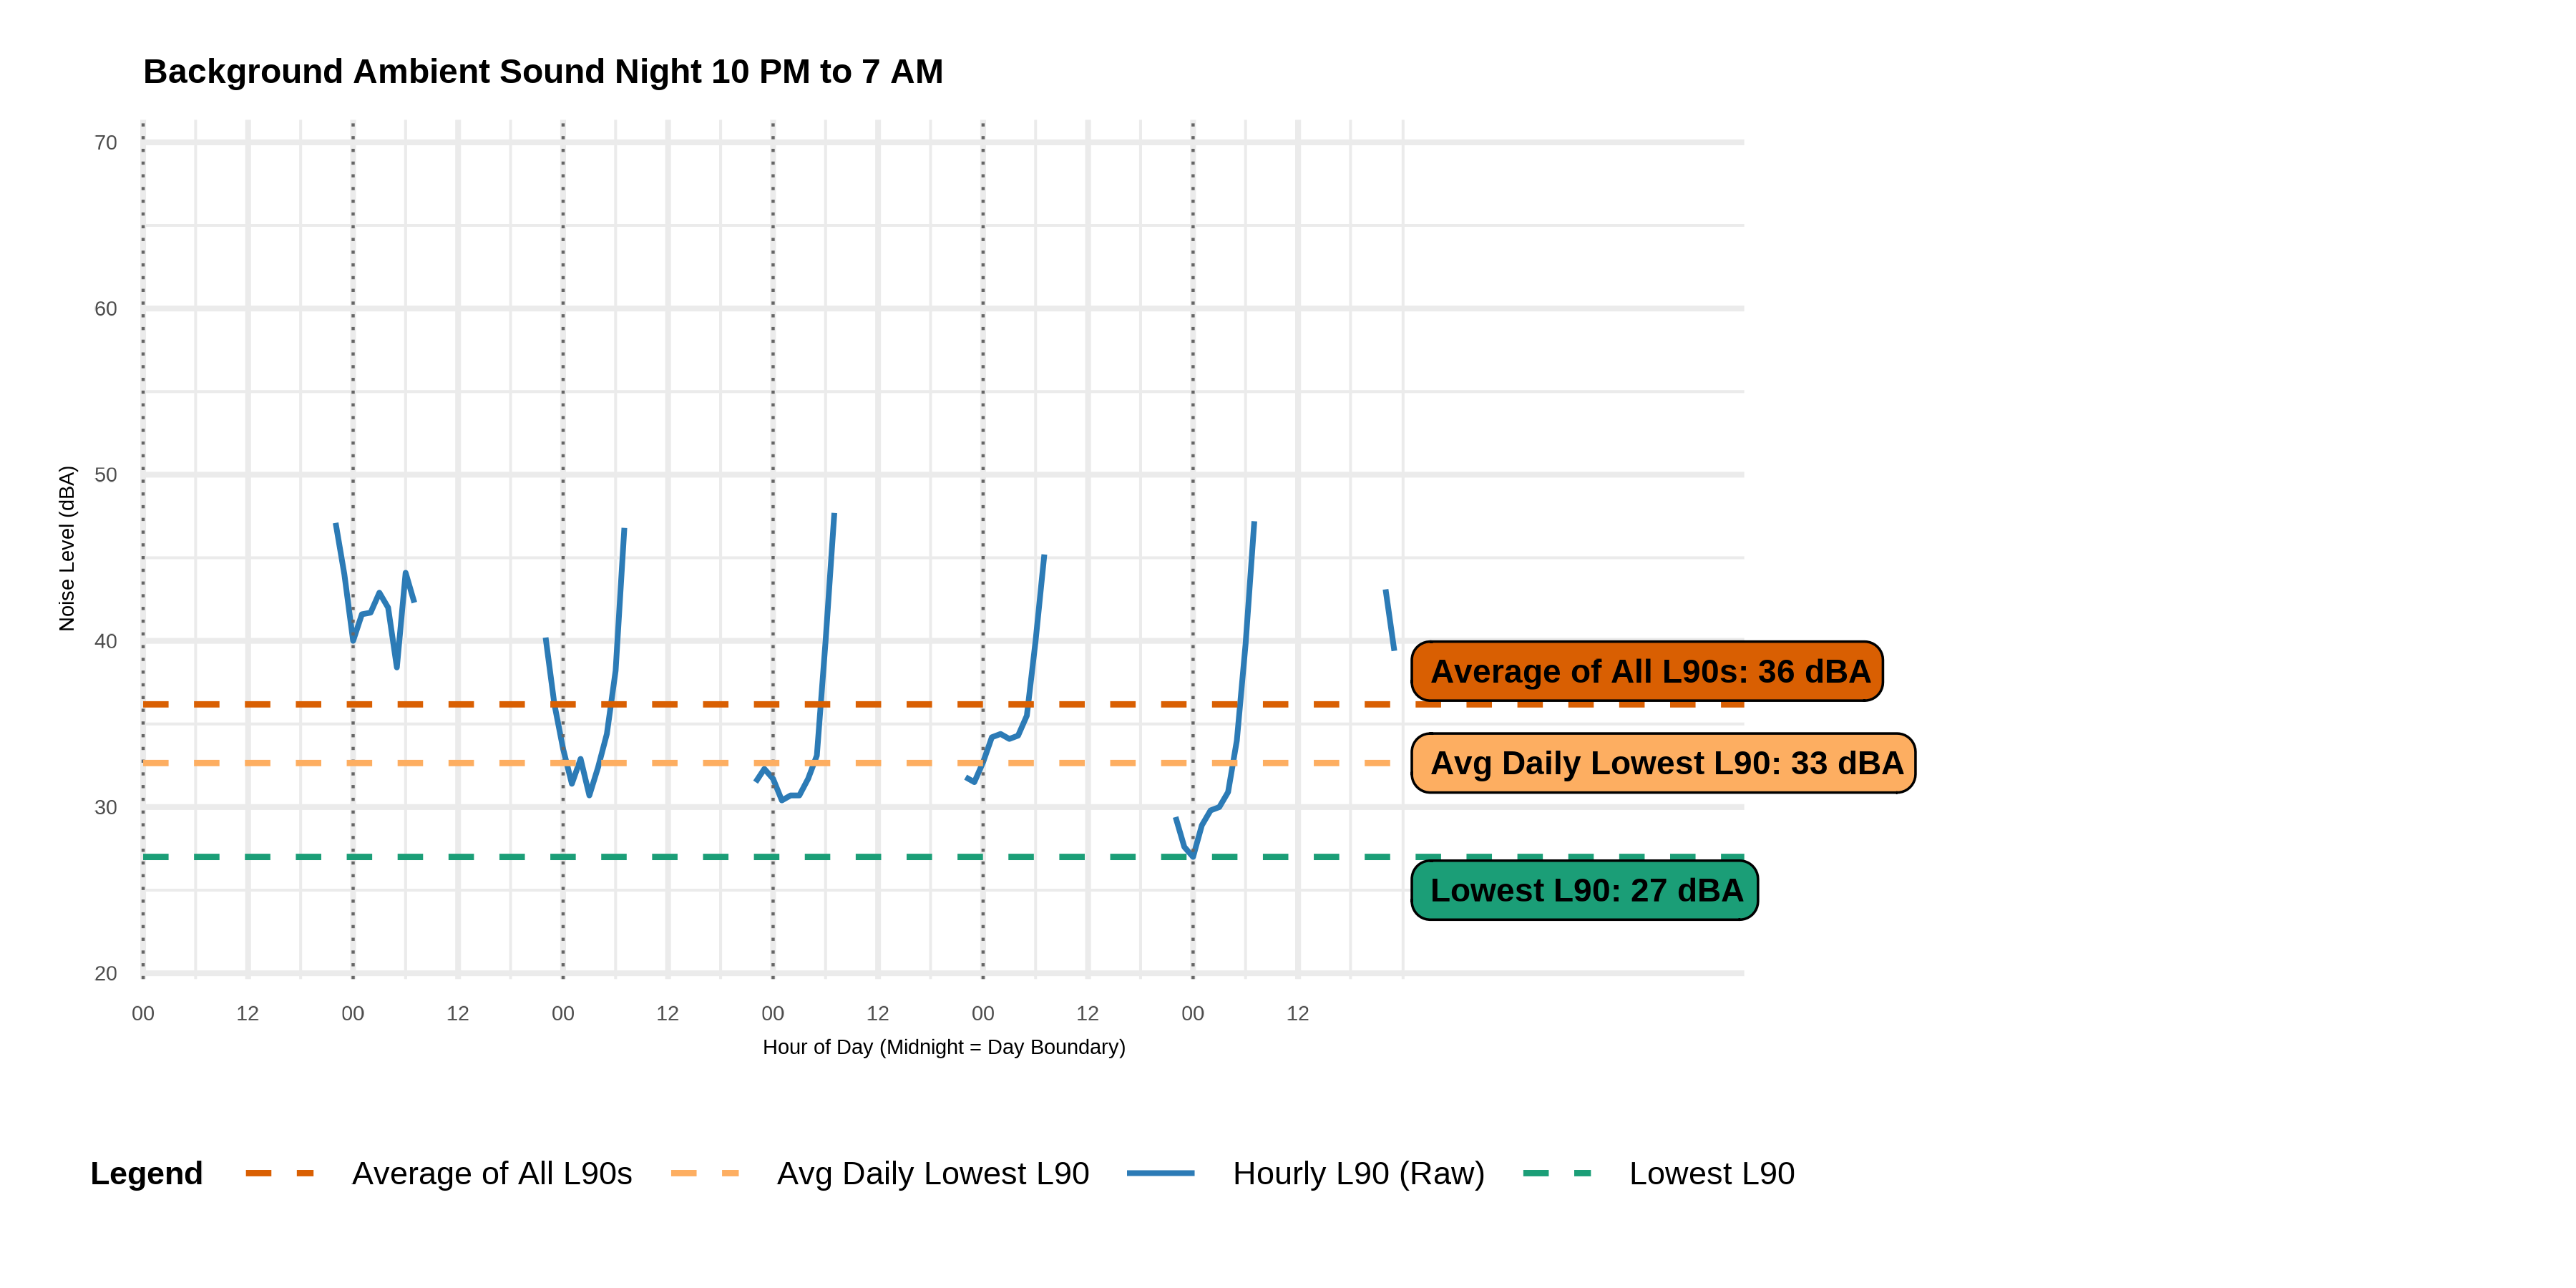 Background Ambient Sound Night 10 PM to 7 AM
70
60
50
40
30
20
Noise Level (dBA)
Average of All L90s: 36 dBA
Avg Daily Lowest L90: 33 dBA
Lowest L90: 27 dBA
00 12 00 12 00 12 00 12 00 12 00 12
Hour of Day (Midnight = Day Boundary)
Legend Average of All L90s Avg Daily Lowest L90 Hourly L90 (Raw) Lowest L90